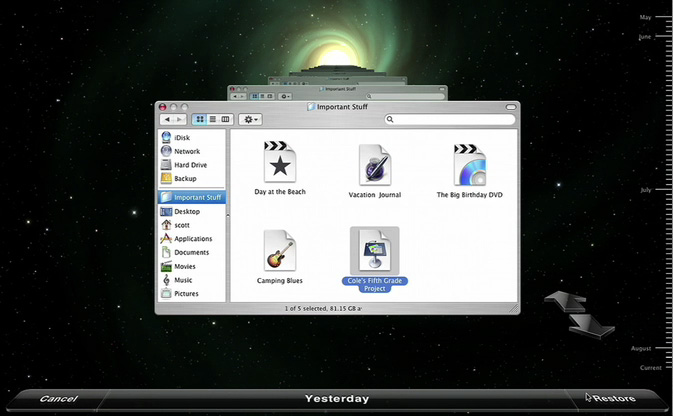 May
June
Important Stuff
iDisk
Network
Hard Drive
Backup
Important Stuff
Desktop
scott
Applications
Documents
Movies
Music
Pictures
Day at the Beach
Vacation Journal
The Big Birthday DVD
Camping Blues
Cole's Fifth Grade
Project
1 of 5 selected, 81.15 GB a
July
August
Current
Cancel
Yesterday
Restore